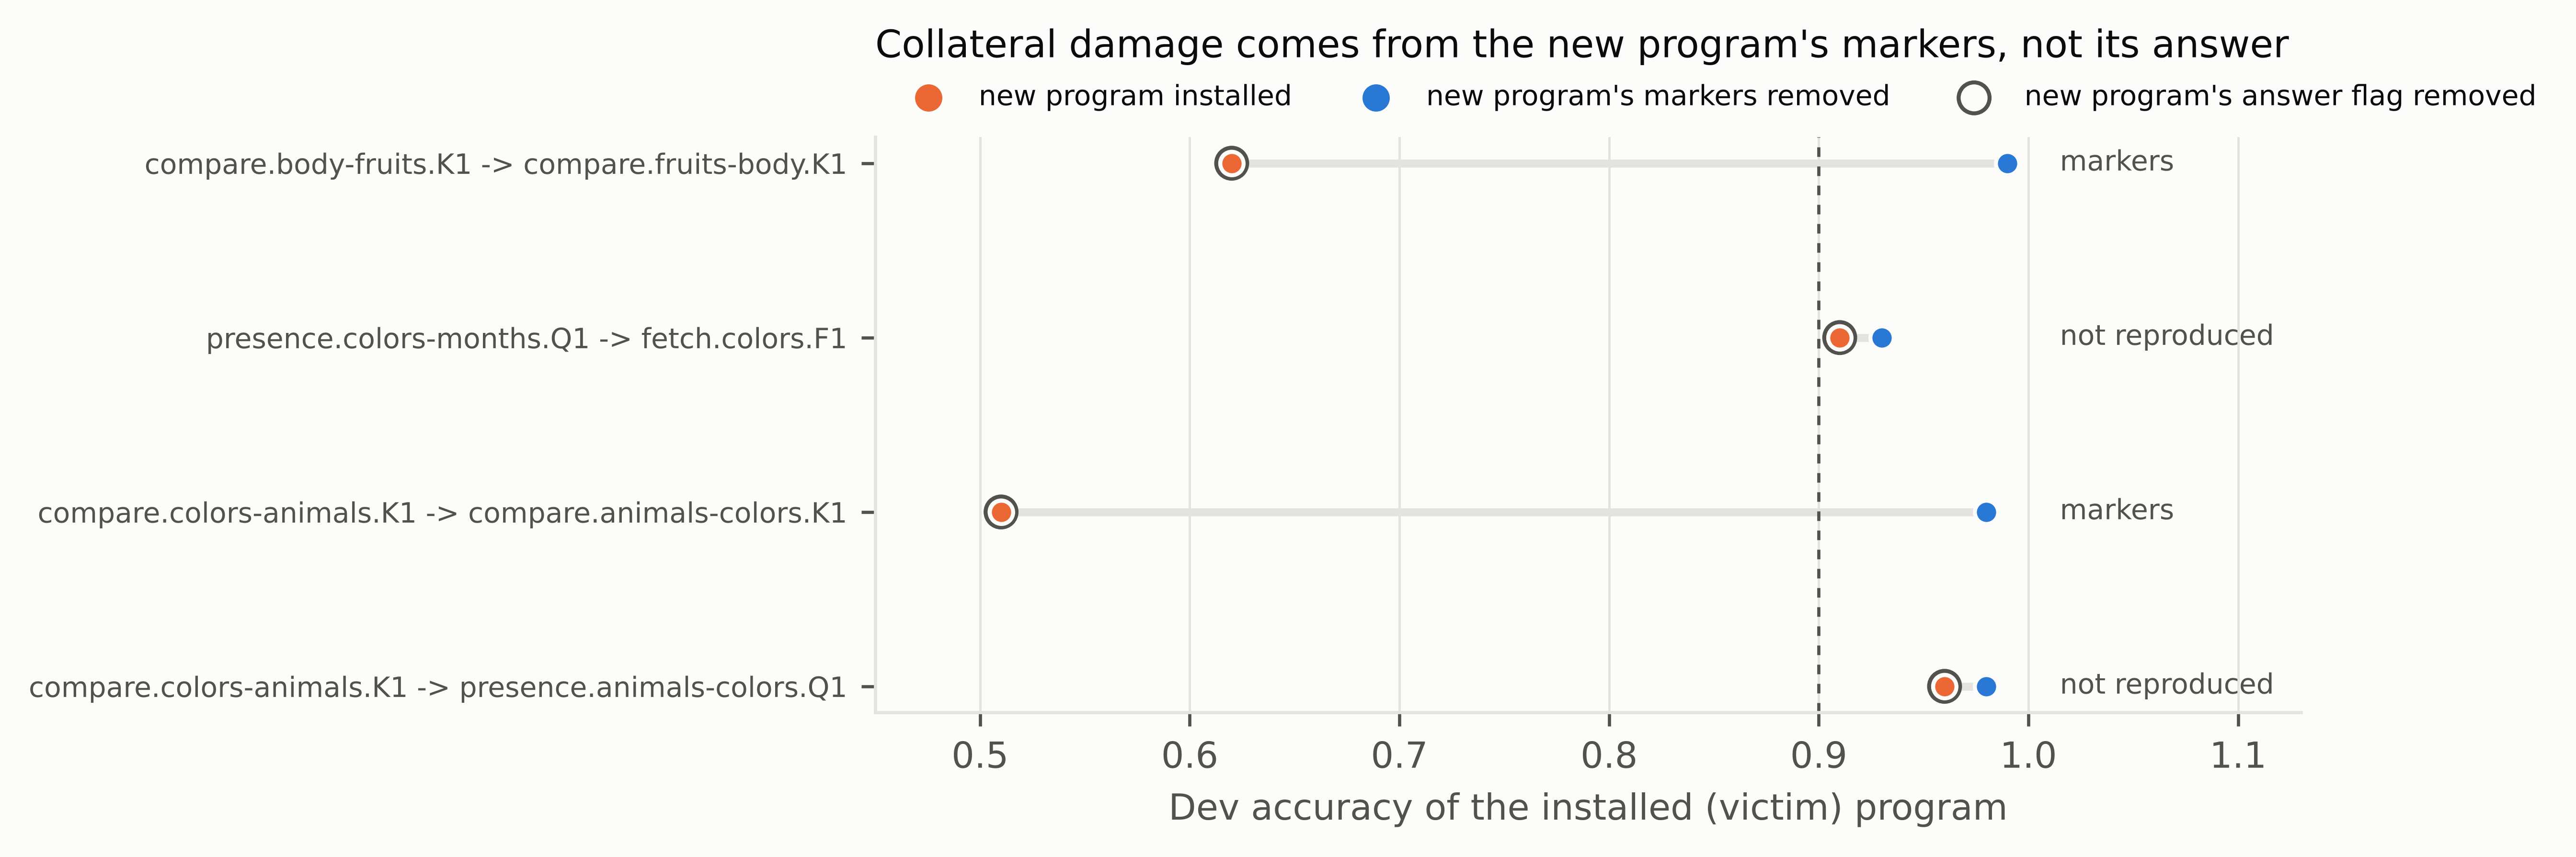 Collateral damage comes from the new program's markers, not its answer
new program installed
new program's markers removed
new program's answer flag removed
compare.body-fruits.K1 -> compare.fruits-body.K1
markers
presence.colors-months.Q1 -> fetch.colors.F1
not reproduced
compare.colors-animals.K1 -> compare.animals-colors.K1
markers
compare.colors-animals.K1 -> presence.animals-colors.Q1
not reproduced
0.5 0.6 0.7 0.8 0.9 1.0 1.1
Dev accuracy of the installed (victim) program